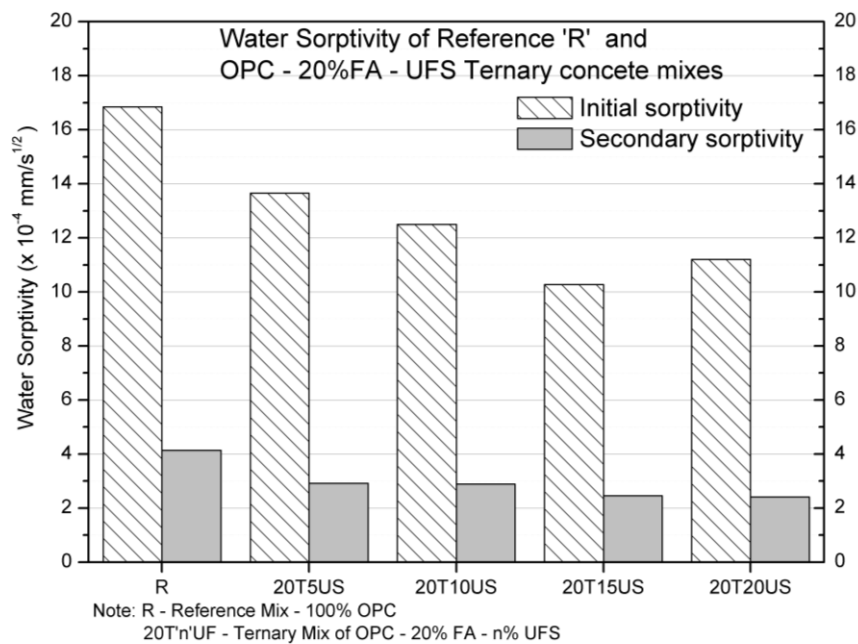 Water Sorptivity of Reference 'R' and
OPC - 20%FA - UFS Ternary concete mixes
Initial sorptivity
Secondary sorptivity
Water Sorptivity (x 10⁻⁴ mm/s^1/2)
20
18
16
14
12
10
8
6
4
2
0
20
18
16
14
12
10
8
6
4
2
0
R 20T5US 20T10US 20T15US 20T20US
Note: R - Reference Mix - 100% OPC
20T'n'UF - Ternary Mix of OPC - 20% FA - n% UFS